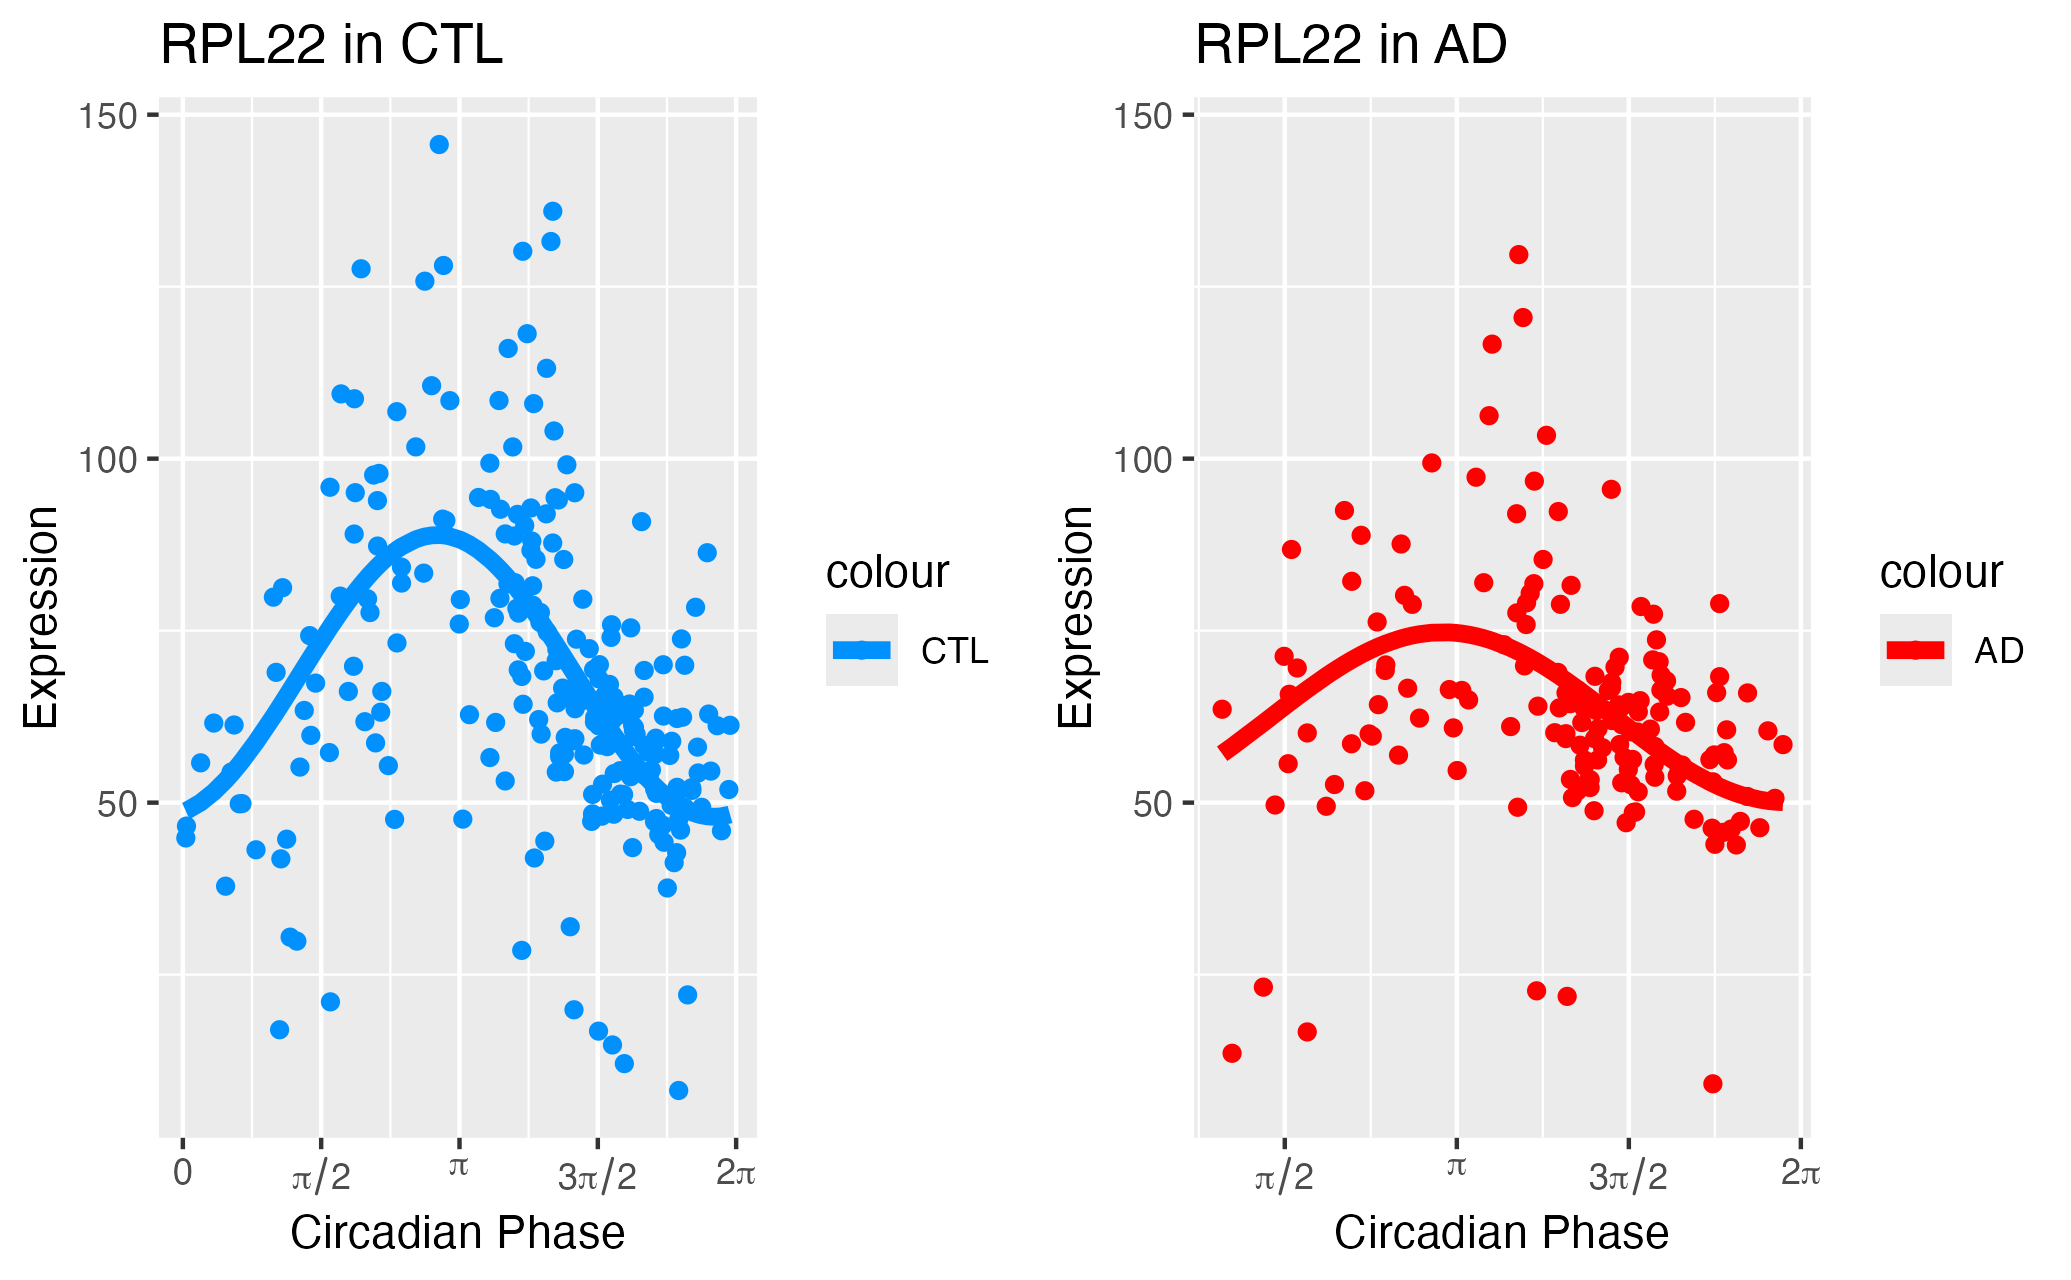 RPL22 in CTL
150
100
50
Expression
0
π/2
π
3π/2
2π
Circadian Phase
colour
CTL
RPL22 in AD
150
100
50
Expression
π/2
π
3π/2
2π
Circadian Phase
colour
AD